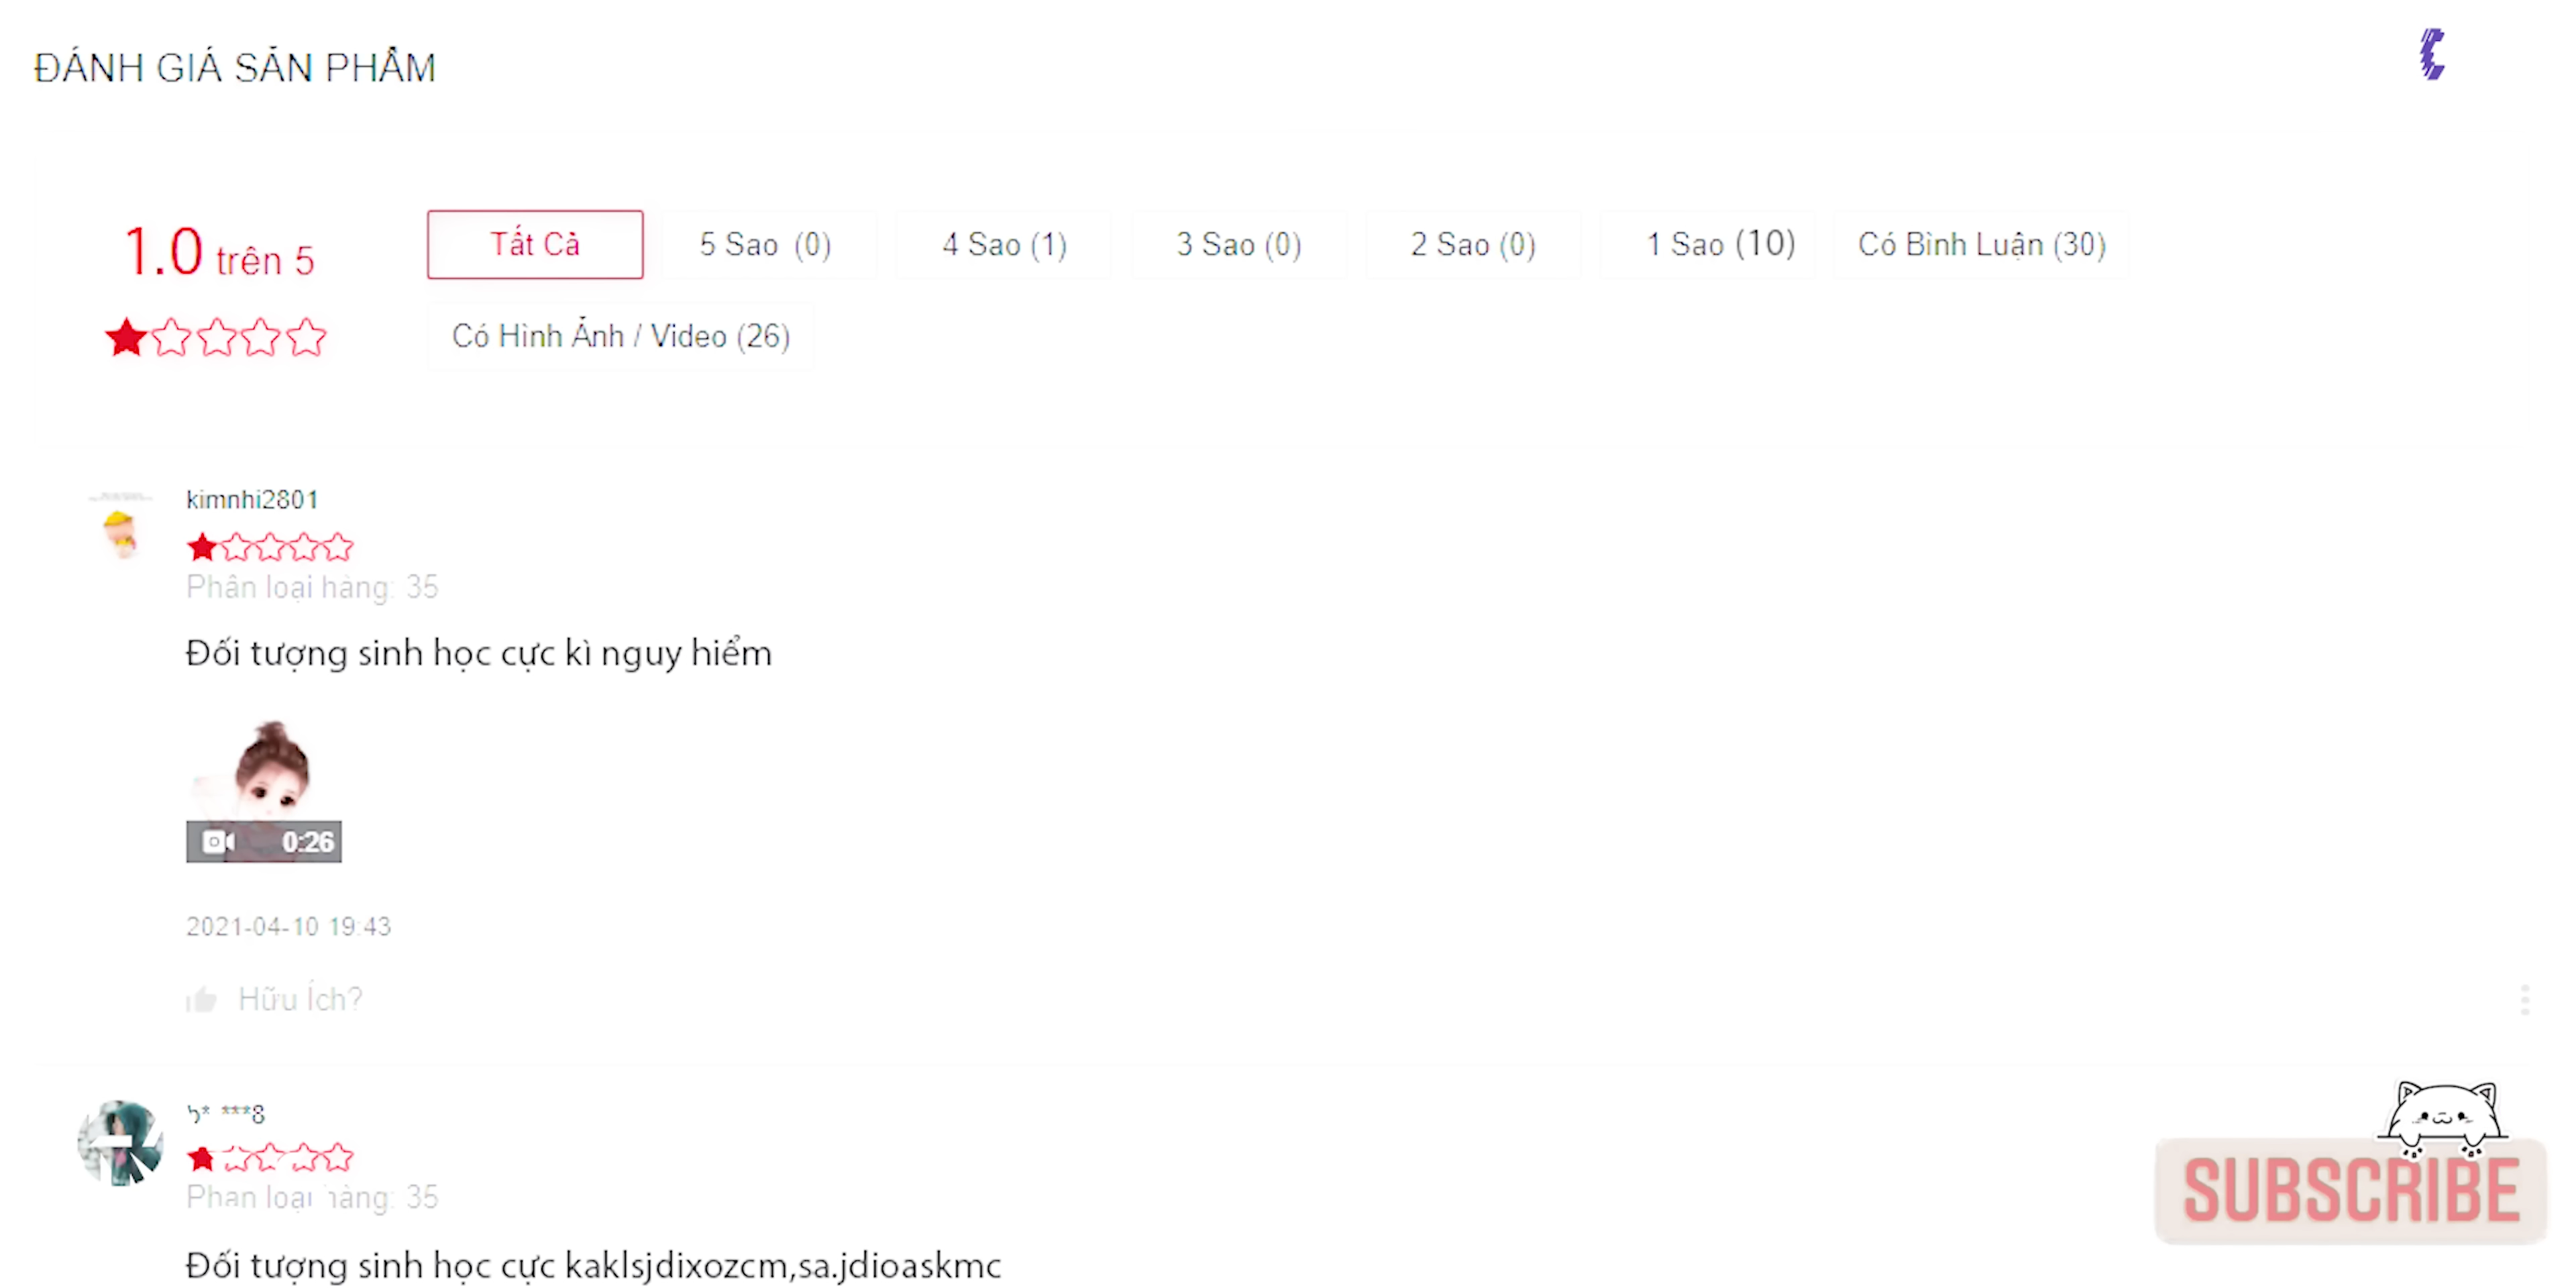 ĐÁNH GIÁ SẢN PHẨM
1.0 trên 5
Tất Cả
5 Sao (0)
4 Sao (1)
3 Sao (0)
2 Sao (0)
1 Sao (10)
Có Bình Luận (30)
Có Hình Ảnh / Video (26)
kimnhi2801
Phân loại hàng: 35
Đối tượng sinh học cực kì nguy hiểm
0:26
2021-04-10 19:43
Hữu Ích?
***8
Phân loại hàng: 35
Đối tượng sinh học cực kaklsjdixozcm,sa.jdioaskmc
SUBSCRIBE